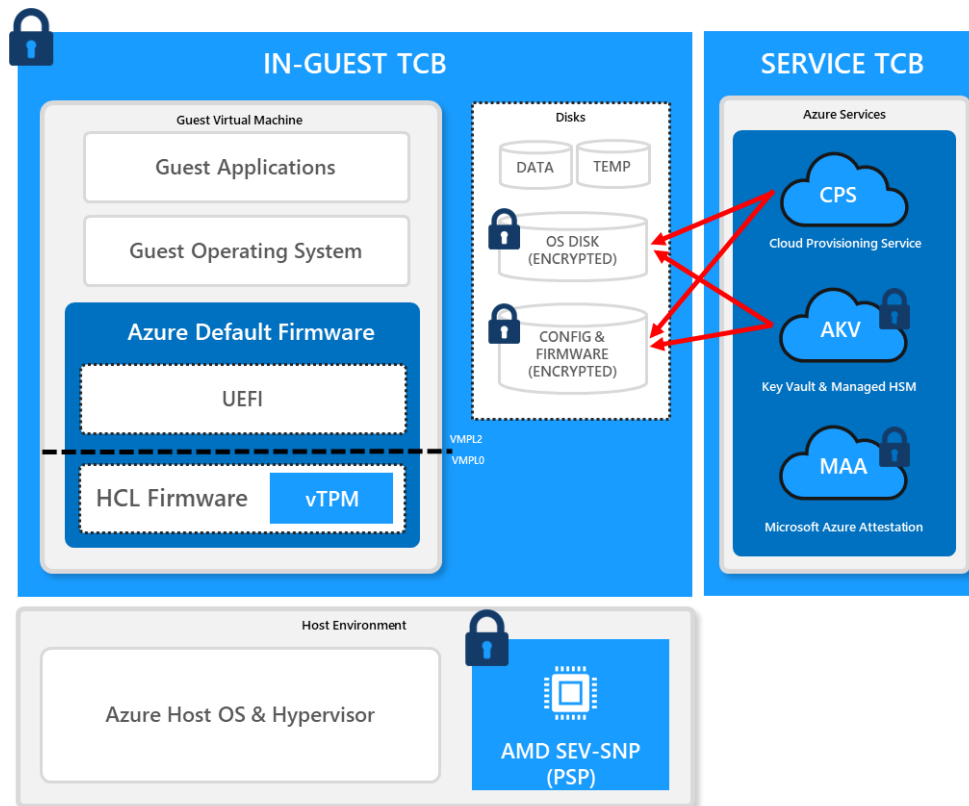 IN-GUEST TCB
Guest Virtual Machine
Guest Applications
Guest Operating System
Azure Default Firmware
UEFI
VMPL2
VMPL0
HCL Firmware
vTPM
Disks
DATA
TEMP
OS DISK
(ENCRYPTED)
CONFIG &
FIRMWARE
(ENCRYPTED)
SERVICE TCB
Azure Services
CPS
Cloud Provisioning Service
AKV
Key Vault & Managed HSM
MAA
Microsoft Azure Attestation
Host Environment
Azure Host OS & Hypervisor
AMD SEV-SNP
(PSP)